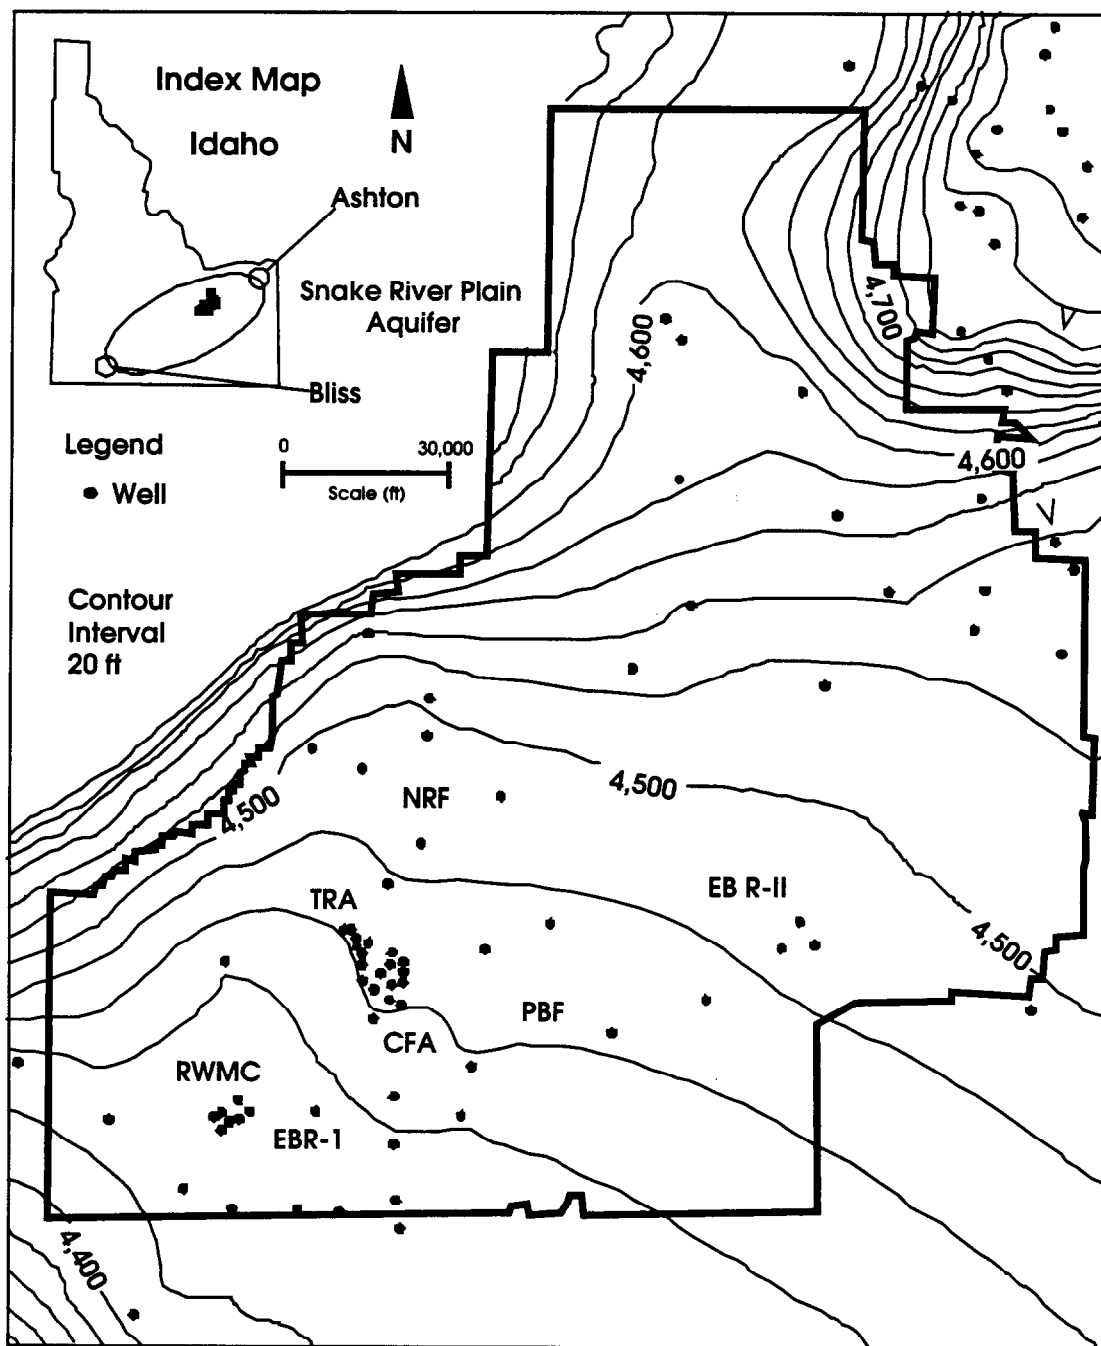 Index Map
Idaho
N
Ashton
Snake River Plain
Aquifer
Bliss
Legend
Well
0
30,000
Scale (ft)
Contour
Interval
20 ft
4,700
4,600
4,600
4,500
4,500
4,500
NRF
TRA
EB R-II
PBF
CFA
RWMC
EBR-1
4,400